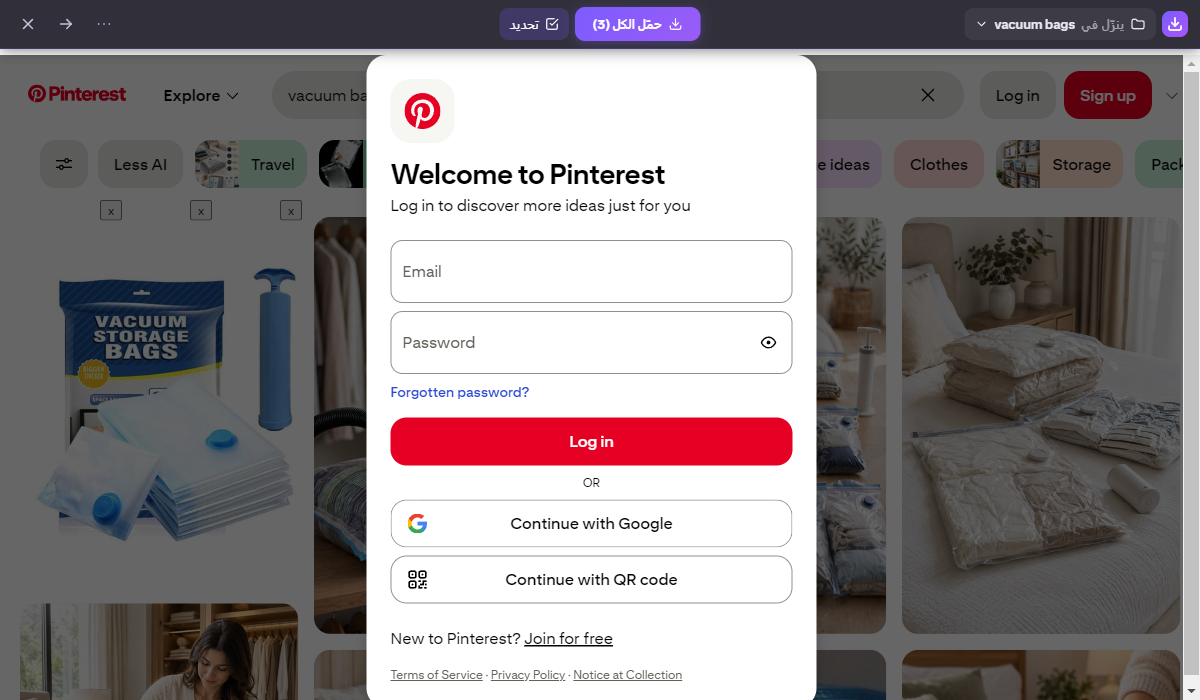 تحديد
حمّل الكل (3)
ينزّل في vacuum bags
Pinterest
Explore
vacuum ba
Log in
Sign up
Less AI
Travel
e ideas
Clothes
Storage
Pack
x
x
x
Welcome to Pinterest
Log in to discover more ideas just for you
Email
Password
Forgotten password?
Log in
OR
Continue with Google
Continue with QR code
New to Pinterest? Join for free
Terms of Service · Privacy Policy · Notice at Collection
VACUUM
STORAGE
BAGS